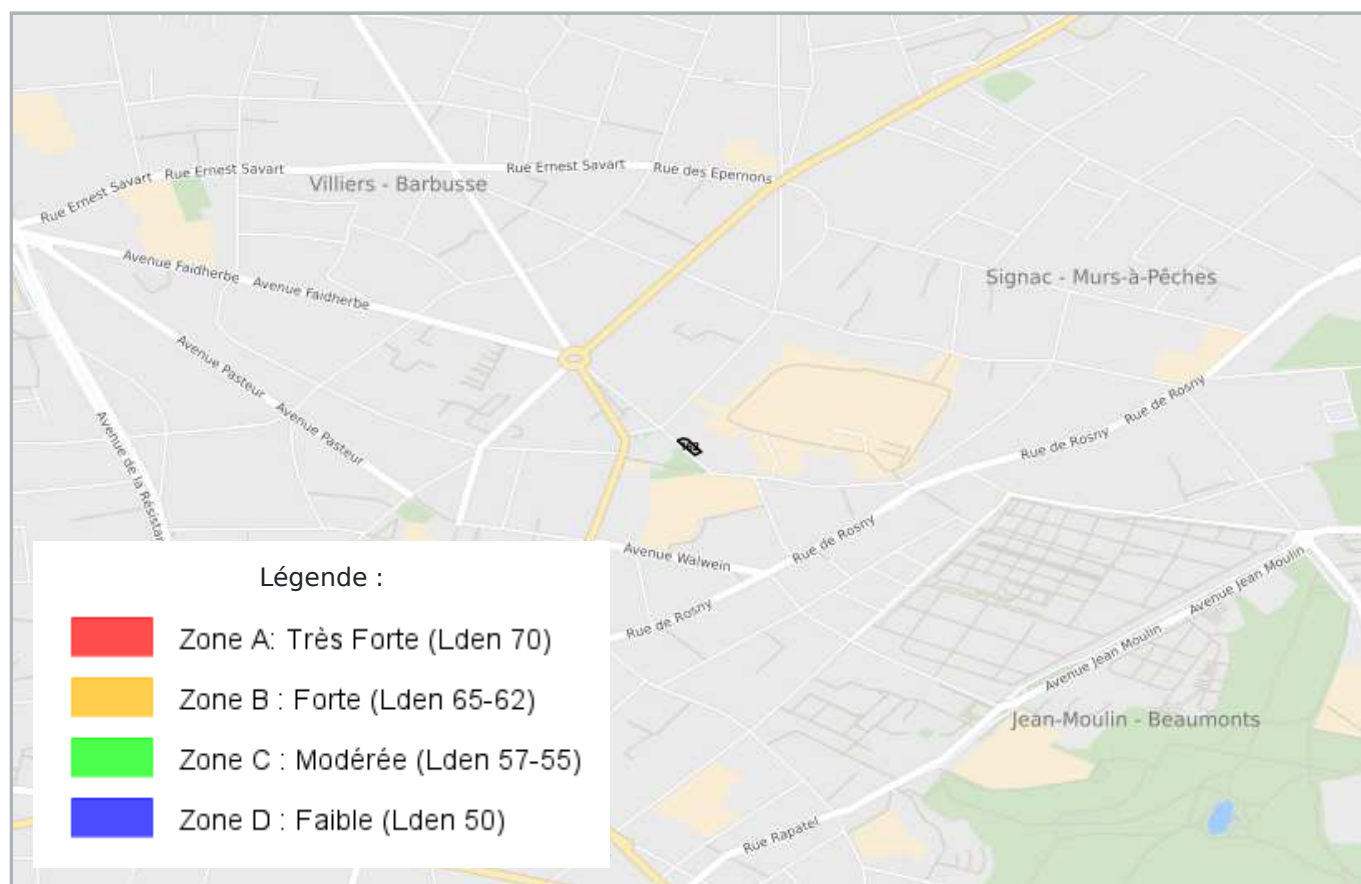 Rue Ernest Savart
Rue Ernest Savart
Rue Ernest Savart
Rue des Epernons
Villiers - Barbusse
Avenue Faidherbe
Avenue Faidherbe
Signac - Murs-à-Pêches
Avenue Pasteur
Avenue Pasteur
Avenue de la Résistan
Rue de Rosny
Rue de Rosny
Rue de Rosny
Avenue Walwein
Rue de Rosny
Avenue Jean Moulin
Avenue Jean Moulin
Jean-Moulin - Beaumonts
Rue Rapatel
Légende :
Zone A: Très Forte (Lden 70)
Zone B : Forte (Lden 65-62)
Zone C : Modérée (Lden 57-55)
Zone D : Faible (Lden 50)